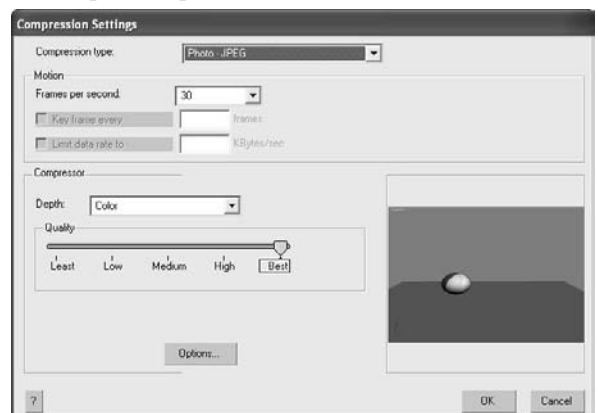 Compression Settings
Compression type: Photo - JPEG
Motion
Frames per second: 30
Key frame every frames
Limit data rate to KBytes/sec
Compressor
Depth: Color
Quality
Least Low Medium High Best
Options...
? OK Cancel